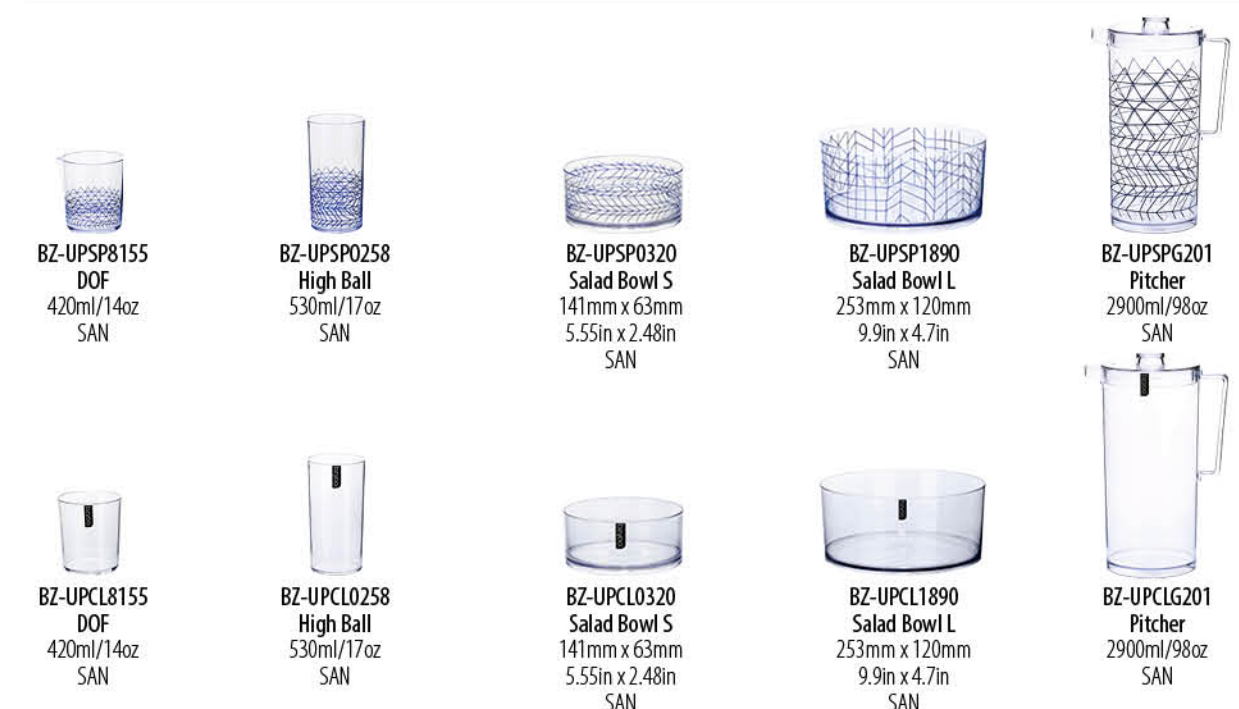 BZ-UPSP8155
DOF
420ml/14oz
SAN
BZ-UPSP0258
High Ball
530ml/17oz
SAN
BZ-UPSP0320
Salad Bowl S
141mm x 63mm
5.55in x 2.48in
SAN
BZ-UPSP1890
Salad Bowl L
253mm x 120mm
9.9in x 4.7in
SAN
BZ-UPSPG201
Pitcher
2900ml/98oz
SAN
BZ-UPCL8155
DOF
420ml/14oz
SAN
BZ-UPCL0258
High Ball
530ml/17oz
SAN
BZ-UPCL0320
Salad Bowl S
141mm x 63mm
5.55in x 2.48in
SAN
BZ-UPCL1890
Salad Bowl L
253mm x 120mm
9.9in x 4.7in
SAN
BZ-UPCLG201
Pitcher
2900ml/98oz
SAN